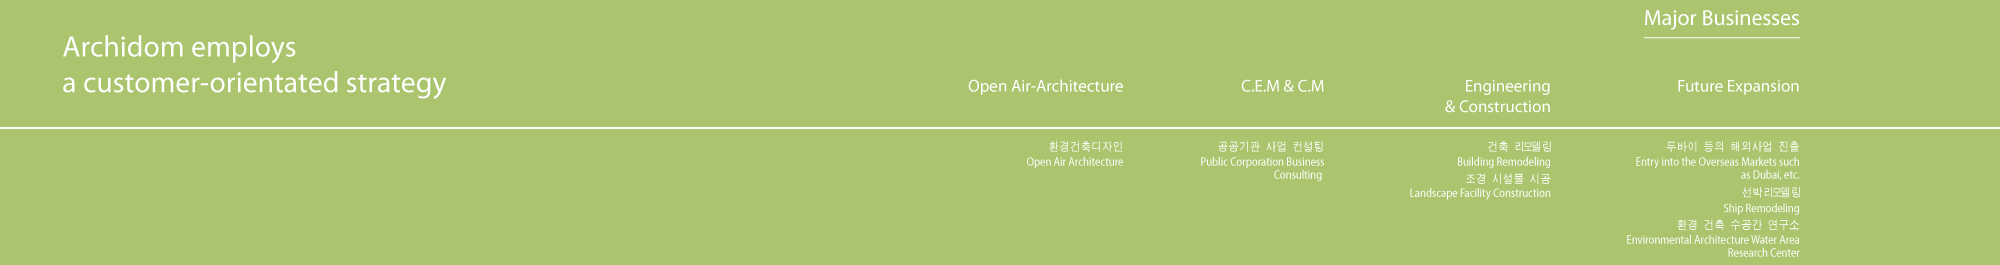 Archidom employs
a customer-orientated strategy
Major Businesses
Open Air-Architecture
환경건축디자인
Open Air Architecture
C.E.M & C.M
공공기관 사업 컨설팅
Public Corporation Business
Consulting
Engineering
& Construction
건축 리모델링
Building Remodeling
조경 시설물 시공
Landscape Facility Construction
Future Expansion
두바이 등의 해외사업 진출
Entry into the Overseas Markets such
as Dubai, etc.
선박리모델링
Ship Remodeling
환경 건축 수공간 연구소
Environmental Architecture Water Area
Research Center